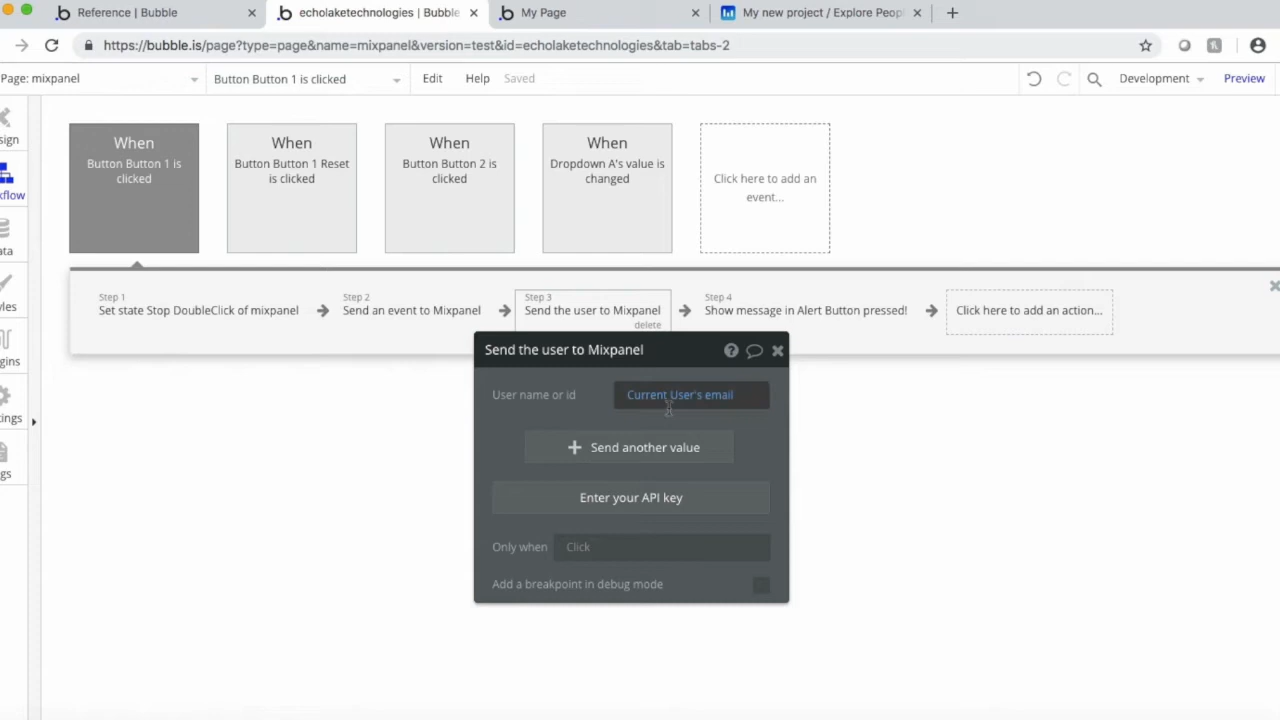 Reference | Bubble
echolaketechnologies | Bubble
My Page
My new project / Explore Peopl
https://bubble.is/page?type=page&name=mixpanel&version=test&id=echolaketechnologies&tab=tabs-2
Page: mixpanel
Button Button 1 is clicked
Edit
Help
Saved
Development
Preview
sign
kflow
ata
yles
gins
tings
gs
When
Button Button 1 is
clicked
When
Button Button 1 Reset
is clicked
When
Button Button 2 is
clicked
When
Dropdown A's value is
changed
Click here to add an
event...
Step 1
Set state Stop DoubleClick of mixpanel
Step 2
Send an event to Mixpanel
Step 3
Send the user to Mixpanel
delete
Step 4
Show message in Alert Button pressed!
Click here to add an action...
Send the user to Mixpanel
User name or id
Current User's email
Send another value
Enter your API key
Only when
Click
Add a breakpoint in debug mode